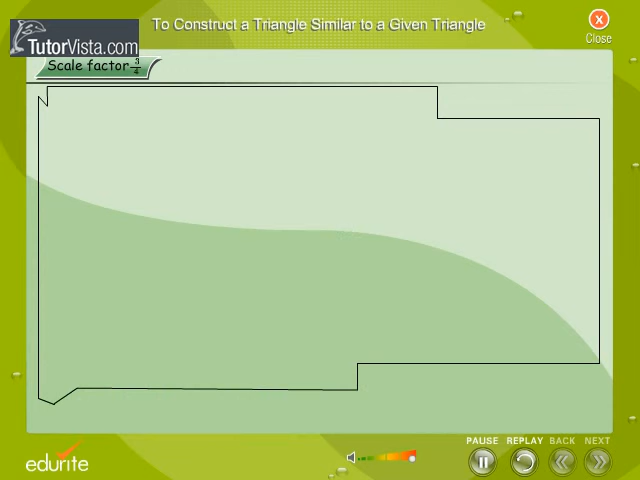 To Construct a Triangle Similar to a Given Triangle
Close
TutorVista.com
Scale factor 3/4
PAUSE REPLAY BACK NEXT
edurite